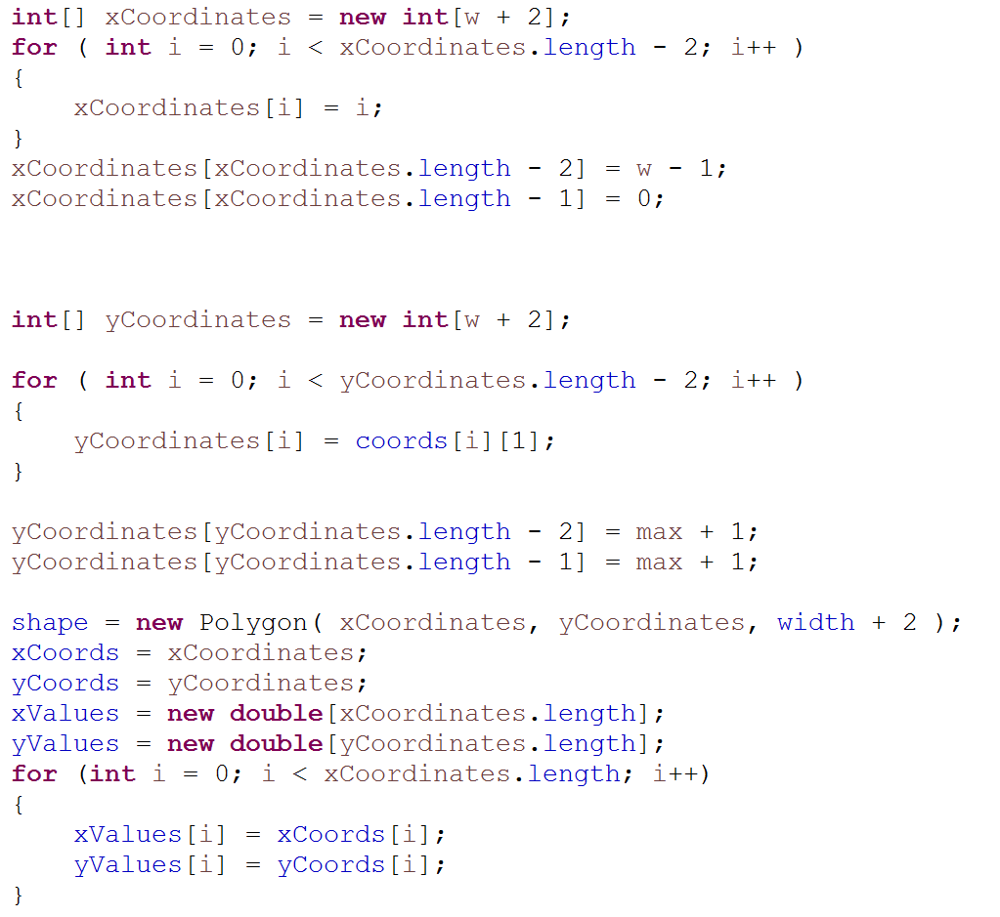 int[] xCoordinates = new int[w + 2];
for ( int i = 0; i < xCoordinates.length - 2; i++ )
{
    xCoordinates[i] = i;
}
xCoordinates[xCoordinates.length - 2] = w - 1;
xCoordinates[xCoordinates.length - 1] = 0;
int[] yCoordinates = new int[w + 2];
for ( int i = 0; i < yCoordinates.length - 2; i++ )
{
    yCoordinates[i] = coords[i][1];
}
yCoordinates[yCoordinates.length - 2] = max + 1;
yCoordinates[yCoordinates.length - 1] = max + 1;
shape = new Polygon( xCoordinates, yCoordinates, width + 2 );
xCoords = xCoordinates;
yCoords = yCoordinates;
xValues = new double[xCoordinates.length];
yValues = new double[yCoordinates.length];
for (int i = 0; i < xCoordinates.length; i++)
{
    xValues[i] = xCoords[i];
    yValues[i] = yCoords[i];
}